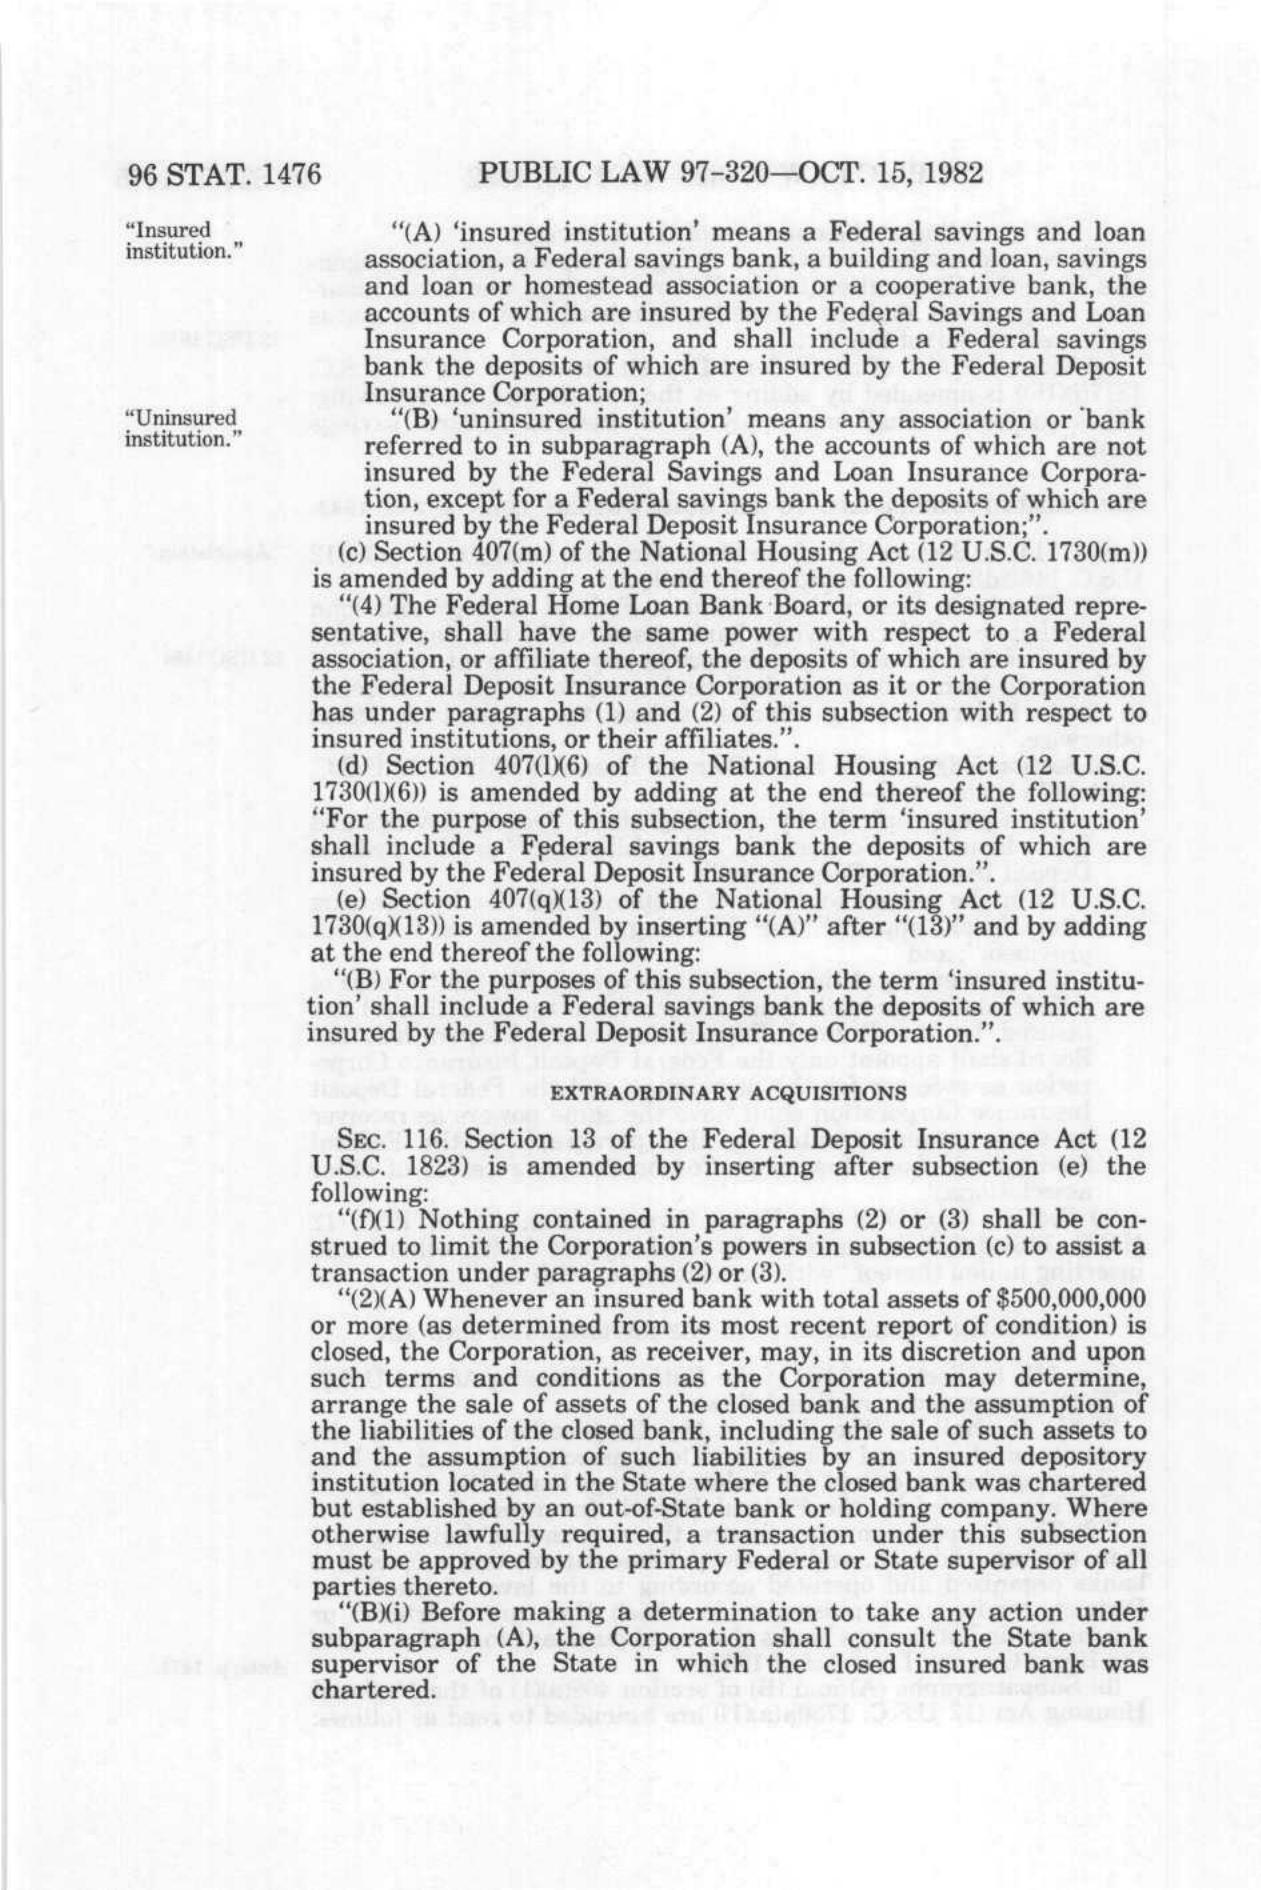 96 STAT. 1476
PUBLIC LAW 97-320—OCT. 15, 1982
"Insured
institution."
"(A) 'insured institution' means a Federal savings and loan
association, a Federal savings bank, a building and loan, savings
and loan or homestead association or a cooperative bank, the
accounts of which are insured by the Federal Savings and Loan
Insurance Corporation, and shall include a Federal savings
bank the deposits of which are insured by the Federal Deposit
Insurance Corporation;
"Uninsured
institution."
"(B) 'uninsured institution' means any association or bank
referred to in subparagraph (A), the accounts of which are not
insured by the Federal Savings and Loan Insurance Corpora-
tion, except for a Federal savings bank the deposits of which are
insured by the Federal Deposit Insurance Corporation;".
(c) Section 407(m) of the National Housing Act (12 U.S.C. 1730(m))
is amended by adding at the end thereof the following:
"(4) The Federal Home Loan Bank Board, or its designated repre-
sentative, shall have the same power with respect to a Federal
association, or affiliate thereof, the deposits of which are insured by
the Federal Deposit Insurance Corporation as it or the Corporation
has under paragraphs (1) and (2) of this subsection with respect to
insured institutions, or their affiliates.".
(d) Section 407(l)(6) of the National Housing Act (12 U.S.C.
1730(l)(6)) is amended by adding at the end thereof the following:
"For the purpose of this subsection, the term 'insured institution'
shall include a Federal savings bank the deposits of which are
insured by the Federal Deposit Insurance Corporation.".
(e) Section 407(q)(13) of the National Housing Act (12 U.S.C.
1730(q)(13)) is amended by inserting "(A)" after "(13)" and by adding
at the end thereof the following:
"(B) For the purposes of this subsection, the term 'insured institu-
tion' shall include a Federal savings bank the deposits of which are
insured by the Federal Deposit Insurance Corporation.".
EXTRAORDINARY ACQUISITIONS
SEC. 116. Section 13 of the Federal Deposit Insurance Act (12
U.S.C. 1823) is amended by inserting after subsection (e) the
following:
"(f)(1) Nothing contained in paragraphs (2) or (3) shall be con-
strued to limit the Corporation's powers in subsection (c) to assist a
transaction under paragraphs (2) or (3).
"(2)(A) Whenever an insured bank with total assets of $500,000,000
or more (as determined from its most recent report of condition) is
closed, the Corporation, as receiver, may, in its discretion and upon
such terms and conditions as the Corporation may determine,
arrange the sale of assets of the closed bank and the assumption of
the liabilities of the closed bank, including the sale of such assets to
and the assumption of such liabilities by an insured depository
institution located in the State where the closed bank was chartered
but established by an out-of-State bank or holding company. Where
otherwise lawfully required, a transaction under this subsection
must be approved by the primary Federal or State supervisor of all
parties thereto.
"(B)(i) Before making a determination to take any action under
subparagraph (A), the Corporation shall consult the State bank
supervisor of the State in which the closed insured bank was
chartered.